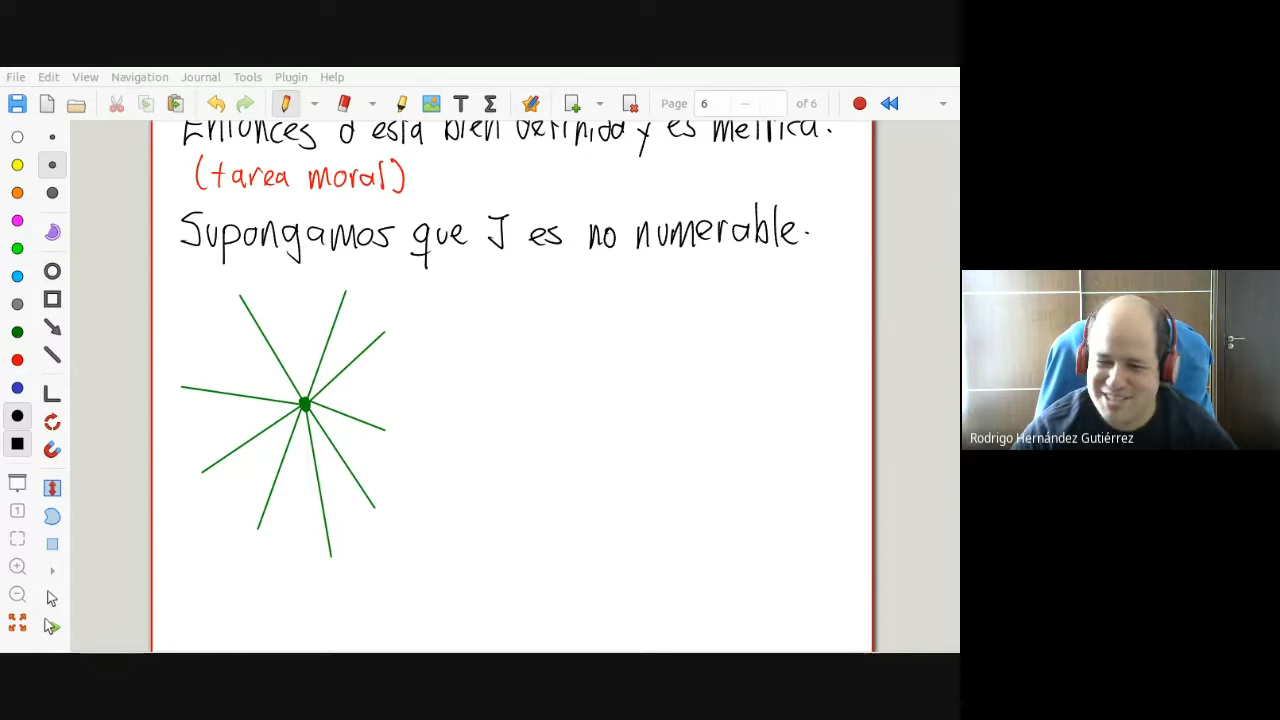 File Edit View Navigation Journal Tools Plugin Help
Page 6 of 6
Entonces d está bien definida y es métrica.
(tarea moral)
Supongamos que J es no numerable.
Rodrigo Hernández Gutiérrez